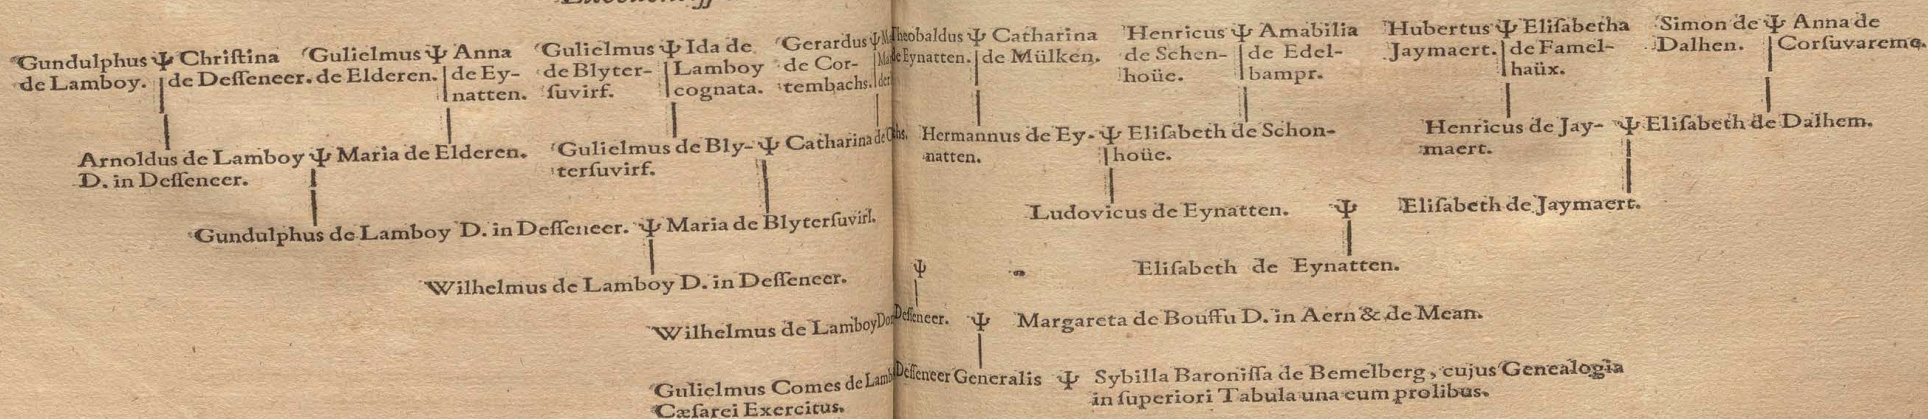 Gundulphus Ψ Chriſtina
de Lamboy. de Deſſeneer.
Gulielmus Ψ Anna
de Elderen. de Ey-
natten.
Gulielmus Ψ Ida de
de Blyter- Lamboy
ſuvirſ. cognata.
Gerardus Ψ
de Cor-
tembachs.
Theobaldus Ψ Catharina
de Eynatten. de Mülken.
Henricus Ψ Amabilia
de Schen- de Edel-
hoüe. bampr.
Hubertus Ψ Eliſabetha
Jaymaert. de Famel-
haüx.
Simon de Ψ Anna de
Dalhen. Corſuvareme.
Arnoldus de Lamboy Ψ Maria de Elderen.
D. in Deſſeneer.
Gulielmus de Bly- Ψ Catharina de
terſuvirſ.
Hermannus de Ey- Ψ Eliſabeth de Schon-
natten. hoüe.
Henricus de Jay- Ψ Eliſabeth de Dalhem.
maert.
Gundulphus de Lamboy D. in Deſſeneer. Ψ Maria de Blyterſuvirſ.
Ludovicus de Eynatten. Ψ Eliſabeth de Jaymaert.
Wilhelmus de Lamboy D. in Deſſeneer. Ψ Eliſabeth de Eynatten.
Wilhelmus de Lamboy Deſſeneer. Ψ Margareta de Bouſſu D. in Aern & de Mean.
Gulielmus Comes de Deſſeneer Generalis Ψ Sybilla Baroniſſa de Bemelberg, cujus Genealogia
Cæſarei Exercitus. in ſuperiori Tabula una cum prolibus.